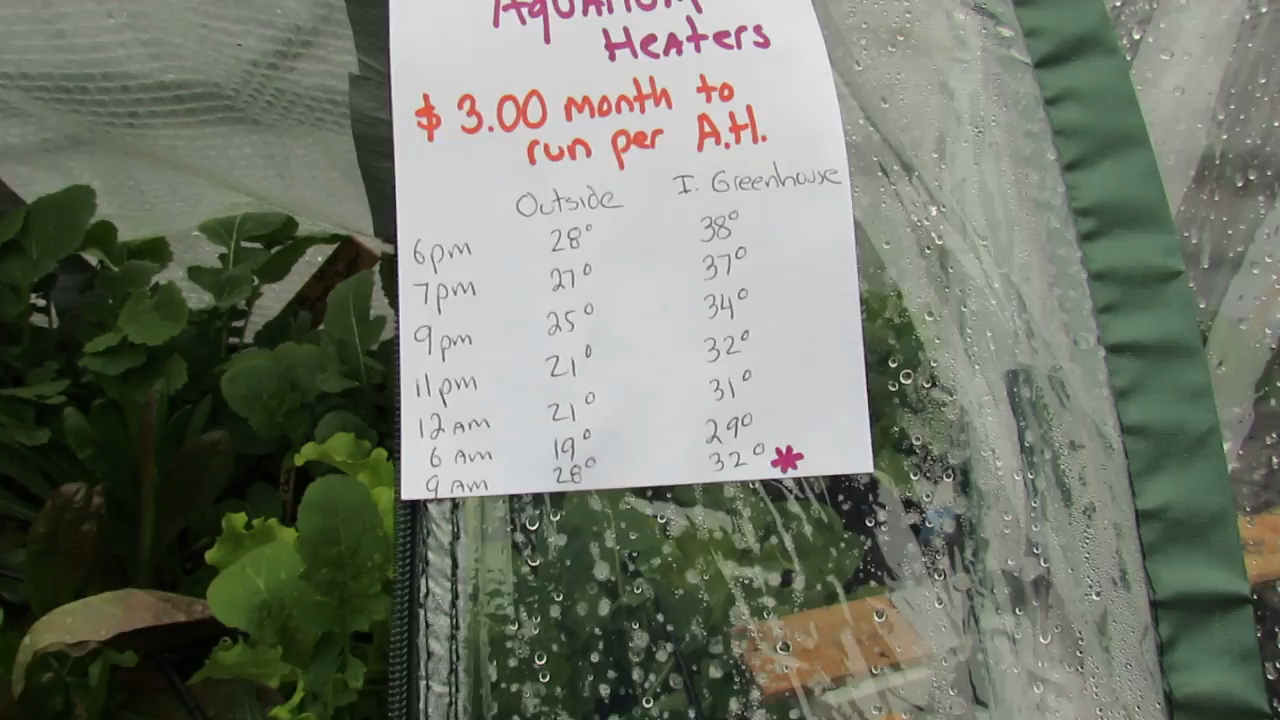 Aquarium
Heaters
$ 3.00 month to
run per A.H.
Outside I. Greenhouse
6pm 28° 38°
7pm 27° 37°
9pm 25° 34°
11pm 21° 32°
12 AM 21° 31°
6 AM 19° 29°
9 AM 28° 32° *